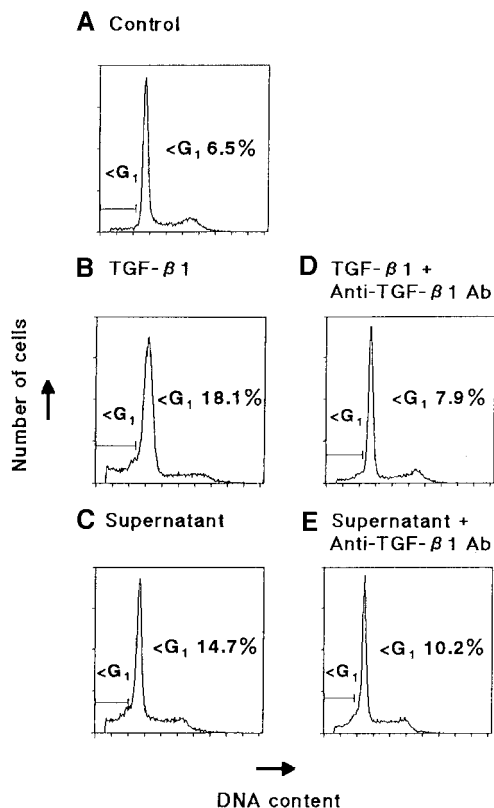 A Control
<G₁
<G₁ 6.5%
B TGF-β1
<G₁
<G₁ 18.1%
D TGF-β1 +
Anti-TGF-β1 Ab
<G₁
<G₁ 7.9%
Number of cells
C Supernatant
<G₁
<G₁ 14.7%
E Supernatant +
Anti-TGF-β1 Ab
<G₁
<G₁ 10.2%
DNA content